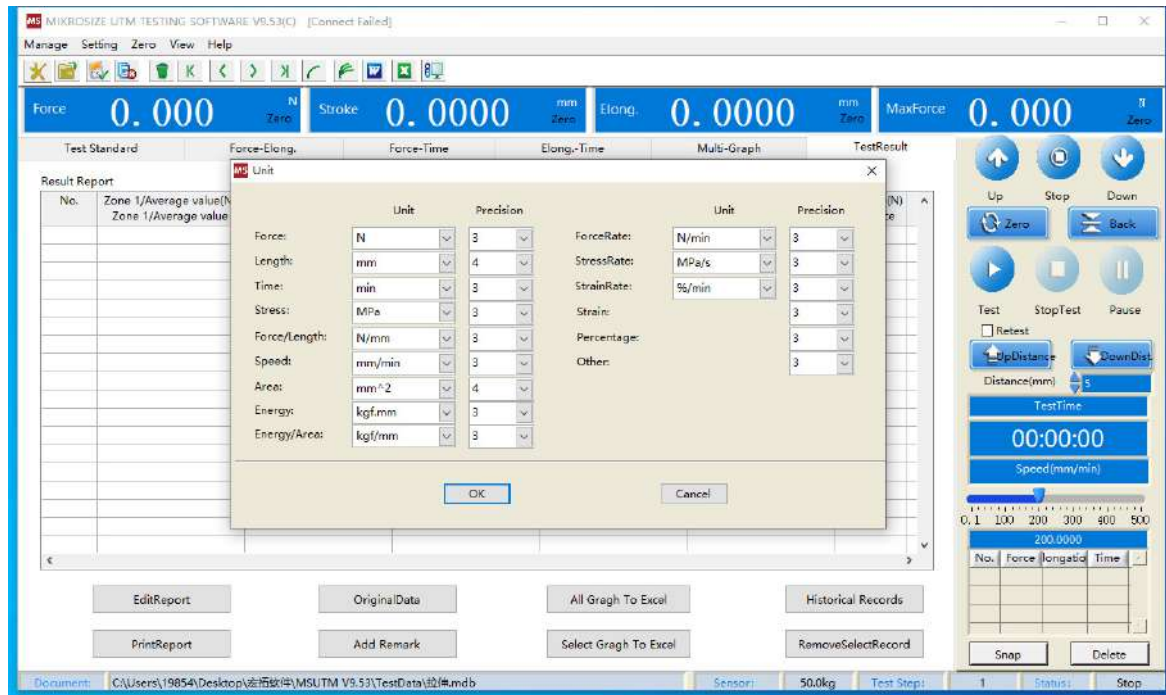 MS MIKROSIZE UTM TESTING SOFTWARE V9.53(C) [Connect Failed]
Manage Setting Zero View Help
Force 0.000 N Zero Stroke 0.0000 mm Zero Elong. 0.0000 mm Zero MaxForce 0.000 N Zero
Test Standard Force-Elong. Force-Time Elong.-Time Multi-Graph TestResult
Result Report
No. Zone 1/Average value(N
Zone 1/Average value
(N)
MS Unit
Unit Precision Unit Precision
Force: N 3 ForceRate: N/min 3
Length: mm 4 StressRate: MPa/s 3
Time: min 3 StrainRate: %/min 3
Stress: MPa 3 Strain: 3
Force/Length: N/mm 3 Percentage: 3
Speed: mm/min 3 Other: 3
Area: mm^2 4
Energy: kgf.mm 3
Energy/Area: kgf/mm 3
OK Cancel
Up Stop Down
Zero Back
Test StopTest Pause
Retest
UpDistance DownDist.
Distance(mm) 5
TestTime
00:00:00
Speed(mm/min)
0.1 100 200 300 400 500
200.0000
No. Force longatio Time
Snap Delete
EditReport OriginalData All Gragh To Excel Historical Records
PrintReport Add Remark Select Gragh To Excel RemoveSelectRecord
Document: C:\Users\19854\Desktop\宏拓软件\MSUTM V9.53\TestData\拉伸.mdb Sensor: 50.0kg Test Step: 1 Status: Stop